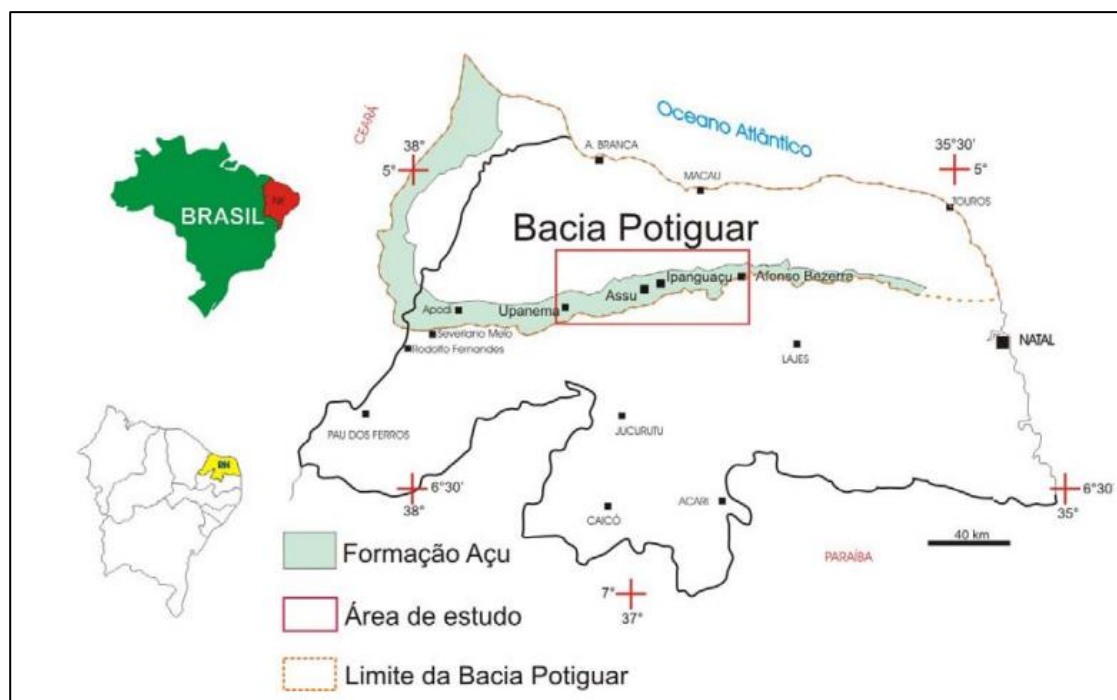 CEARÁ
Oceano Atlântico
38°
5°
35°30'
5°
A. BRANCA
MACAU
TOUROS
BRASIL
NE
Bacia Potiguar
Ipanguaçu
Afonso Bezerra
Assu
Apodi
Upanema
Severiano Melo
Rodolfo Fernandes
LAJES
NATAL
PAU DOS FERROS
JUCURUTU
RN
6°30'
38°
6°30'
35°
CAICÓ
ACARI
40 km
PARAÍBA
7°
37°
Formação Açu
Área de estudo
Limite da Bacia Potiguar